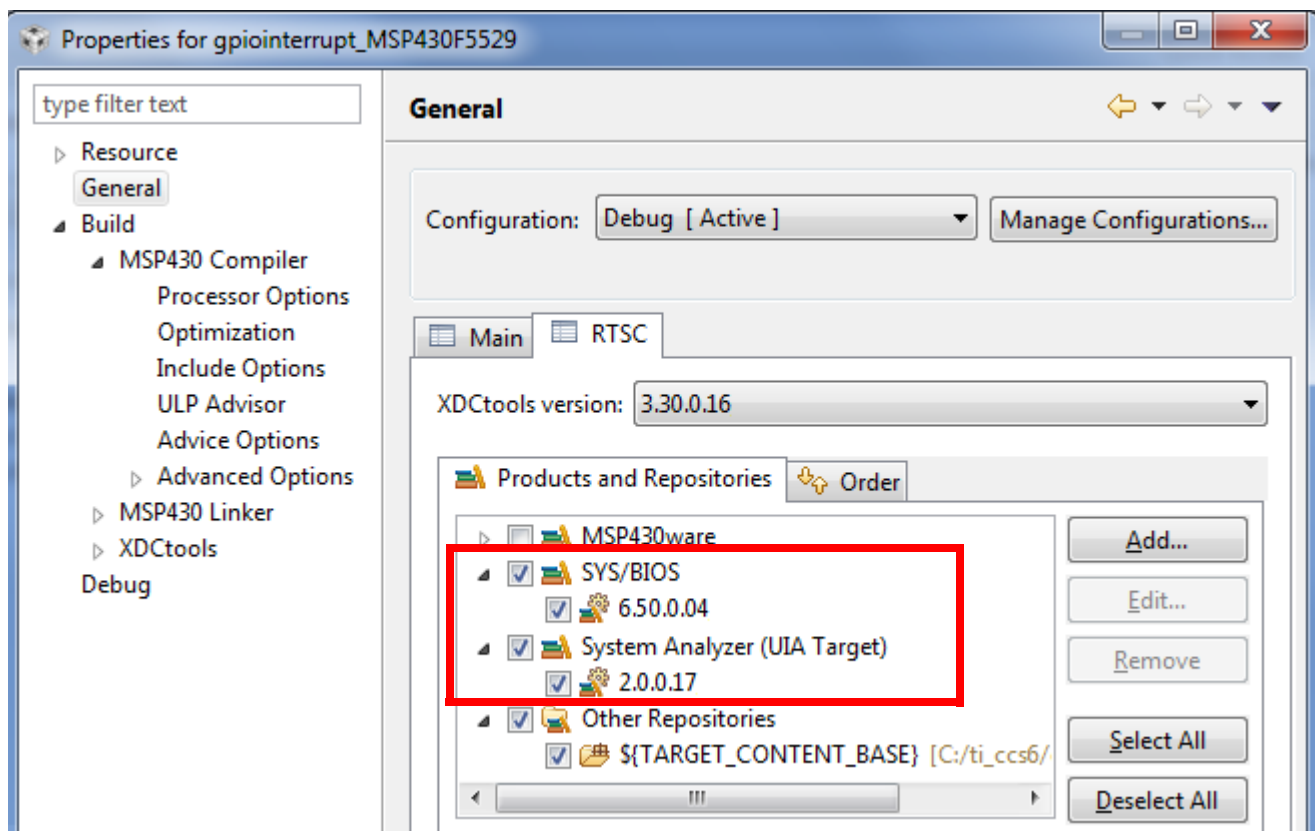 Properties for gpiointerrupt_MSP430F5529
type filter text
Resource
General
Build
MSP430 Compiler
Processor Options
Optimization
Include Options
ULP Advisor
Advice Options
Advanced Options
MSP430 Linker
XDCtools
Debug
General
Configuration: Debug [ Active ] Manage Configurations...
Main RTSC
XDCtools version: 3.30.0.16
Products and Repositories Order
MSP430ware
SYS/BIOS
6.50.0.04
System Analyzer (UIA Target)
2.0.0.17
Other Repositories
${TARGET_CONTENT_BASE} [C:/ti_ccs6/
Add...
Edit...
Remove
Select All
Deselect All